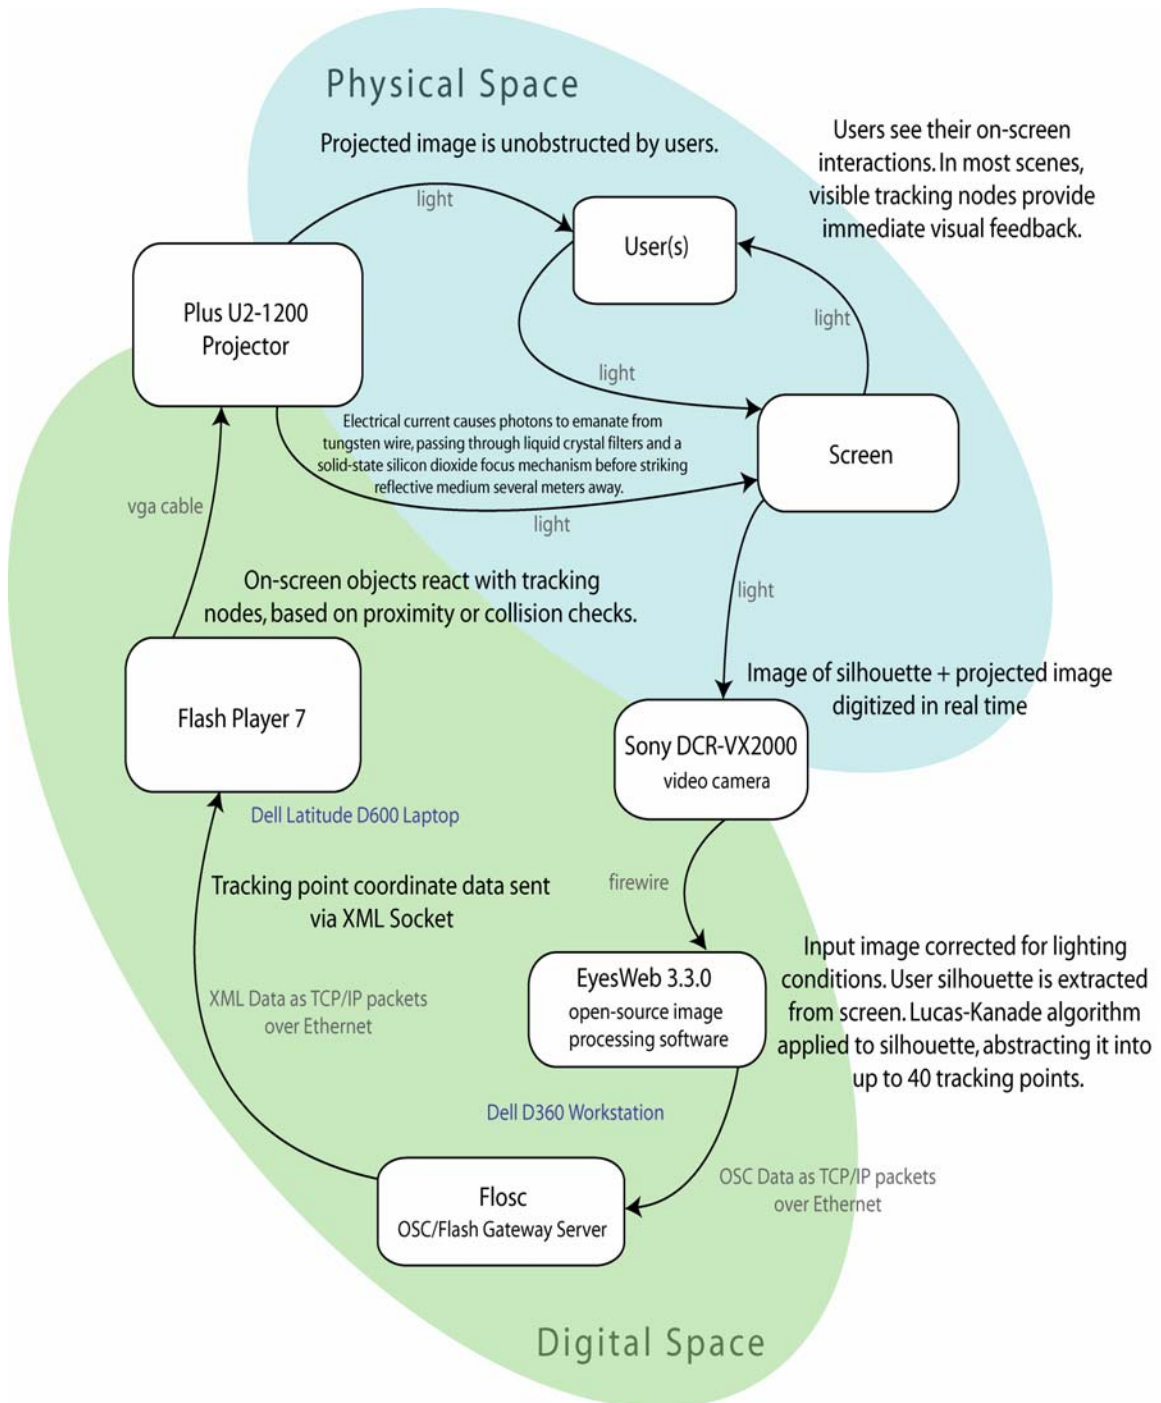 Physical Space
Projected image is unobstructed by users.
Users see their on-screen
interactions. In most scenes,
visible tracking nodes provide
immediate visual feedback.
light
User(s)
Plus U2-1200
Projector
light
light
Electrical current causes photons to emanate from
tungsten wire, passing through liquid crystal filters and a
solid-state silicon dioxide focus mechanism before striking
reflective medium several meters away.
Screen
vga cable
light
On-screen objects react with tracking
nodes, based on proximity or collision checks.
light
Image of silhouette + projected image
digitized in real time
Flash Player 7
Sony DCR-VX2000
video camera
Dell Latitude D600 Laptop
firewire
Tracking point coordinate data sent
via XML Socket
Input image corrected for lighting
conditions. User silhouette is extracted
from screen. Lucas-Kanade algorithm
applied to silhouette, abstracting it into
up to 40 tracking points.
EyesWeb 3.3.0
open-source image
processing software
XML Data as TCP/IP packets
over Ethernet
Dell D360 Workstation
OSC Data as TCP/IP packets
over Ethernet
Flosc
OSC/Flash Gateway Server
Digital Space